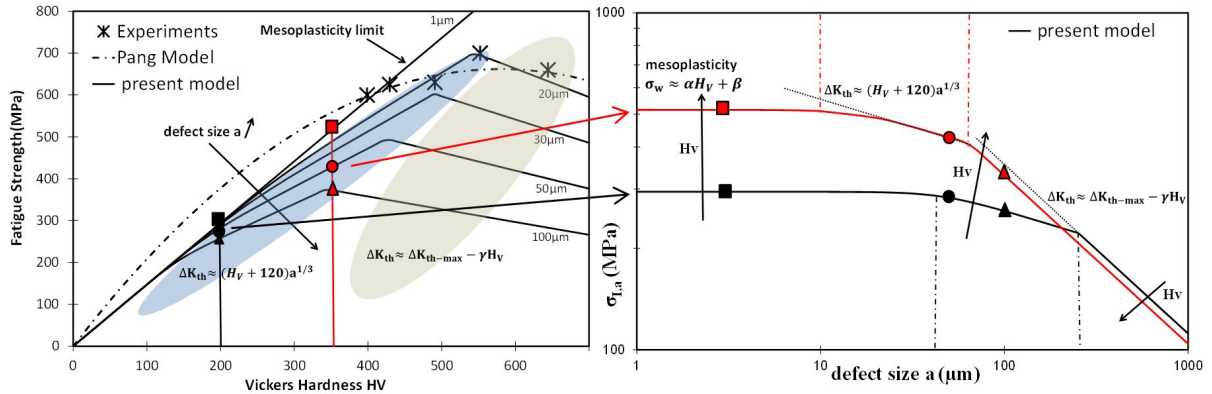 800
700
600
500
400
300
200
100
0
Fatigue Strength(MPa)
Experiments
Pang Model
present model
Mesoplasticity limit
1μm
20μm
30μm
50μm
100μm
defect size a
ΔKth≈ (HV + 120)a^1/3
ΔKth≈ ΔKth−max − γHV
0
100
200
300
400
500
600
Vickers Hardness HV
1000
100
σI,a (MPa)
present model
mesoplasticity
σw ≈ αHV + β
Hv
ΔKth≈ (HV + 120)a^1/3
Hv
ΔKth≈ ΔKth−max − γHV
Hv
1
10
100
1000
defect size a (μm)